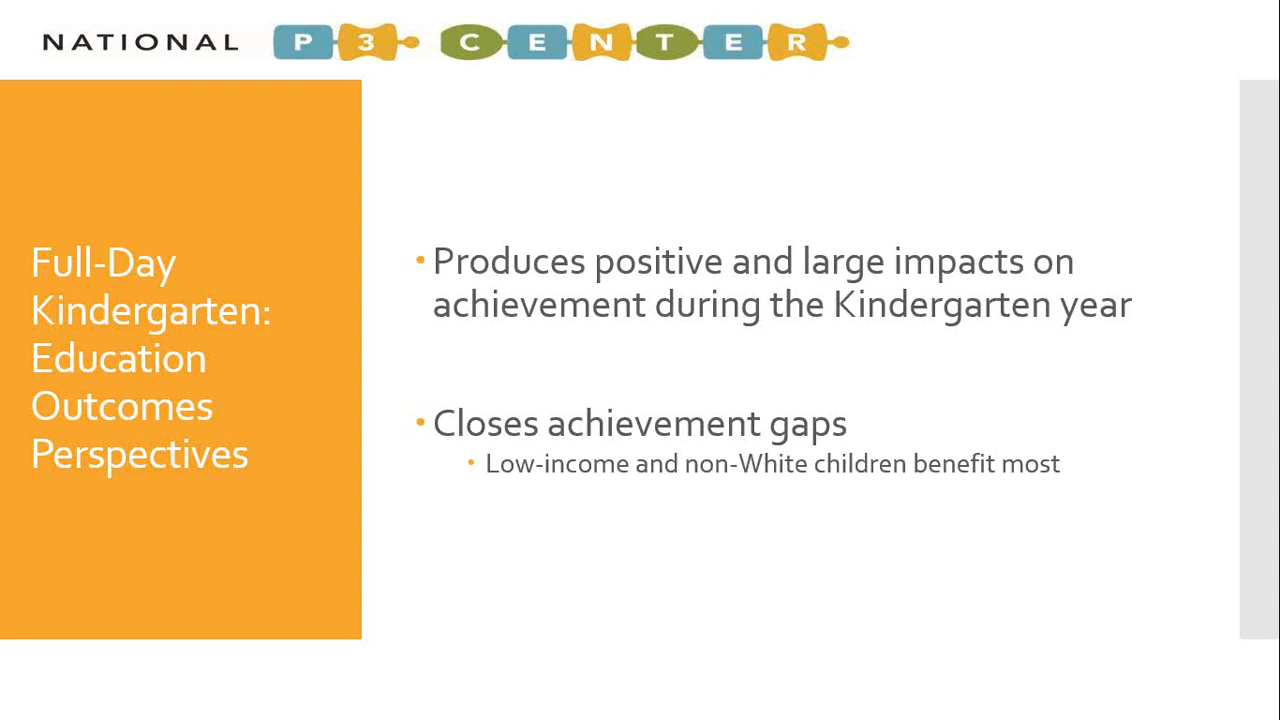 NATIONAL P3 CENTER
Full-Day
Kindergarten:
Education
Outcomes
Perspectives
• Produces positive and large impacts on
achievement during the Kindergarten year
• Closes achievement gaps
• Low-income and non-White children benefit most